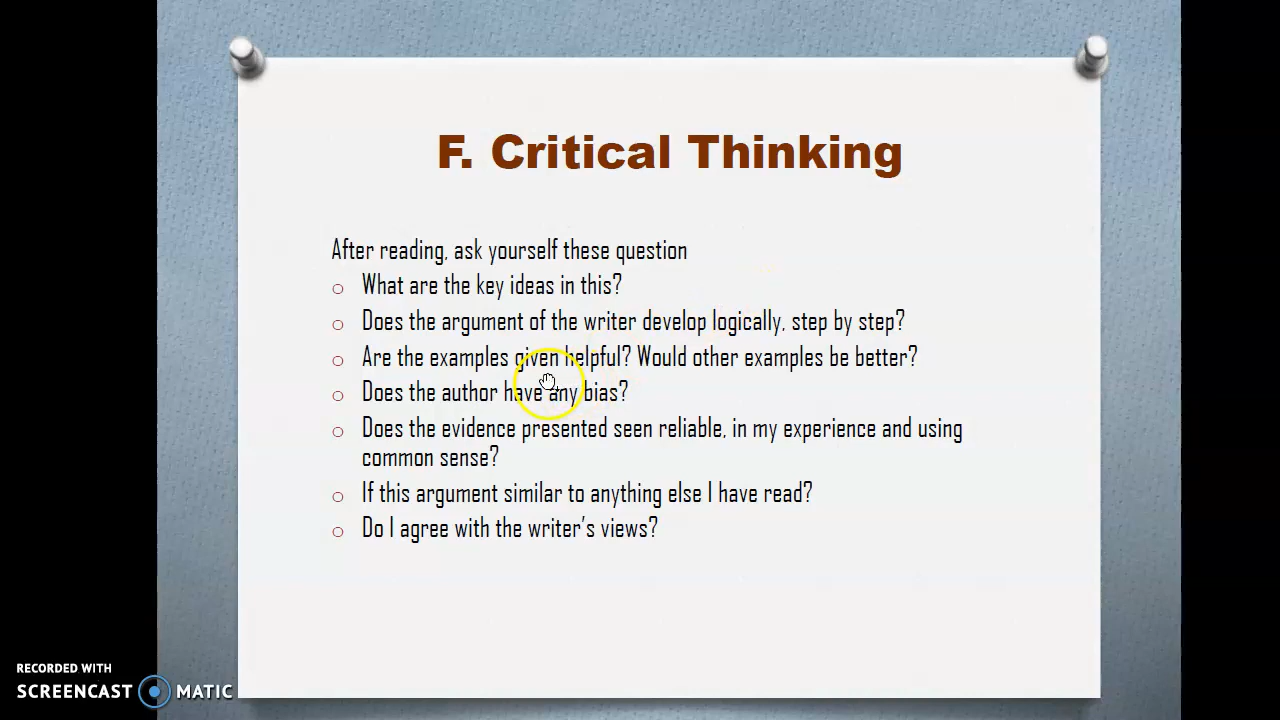 F. Critical Thinking
After reading, ask yourself these question
What are the key ideas in this?
Does the argument of the writer develop logically, step by step?
Are the examples given helpful? Would other examples be better?
Does the author have any bias?
Does the evidence presented seen reliable, in my experience and using
common sense?
If this argument similar to anything else I have read?
Do I agree with the writer's views?
RECORDED WITH
SCREENCAST MATIC